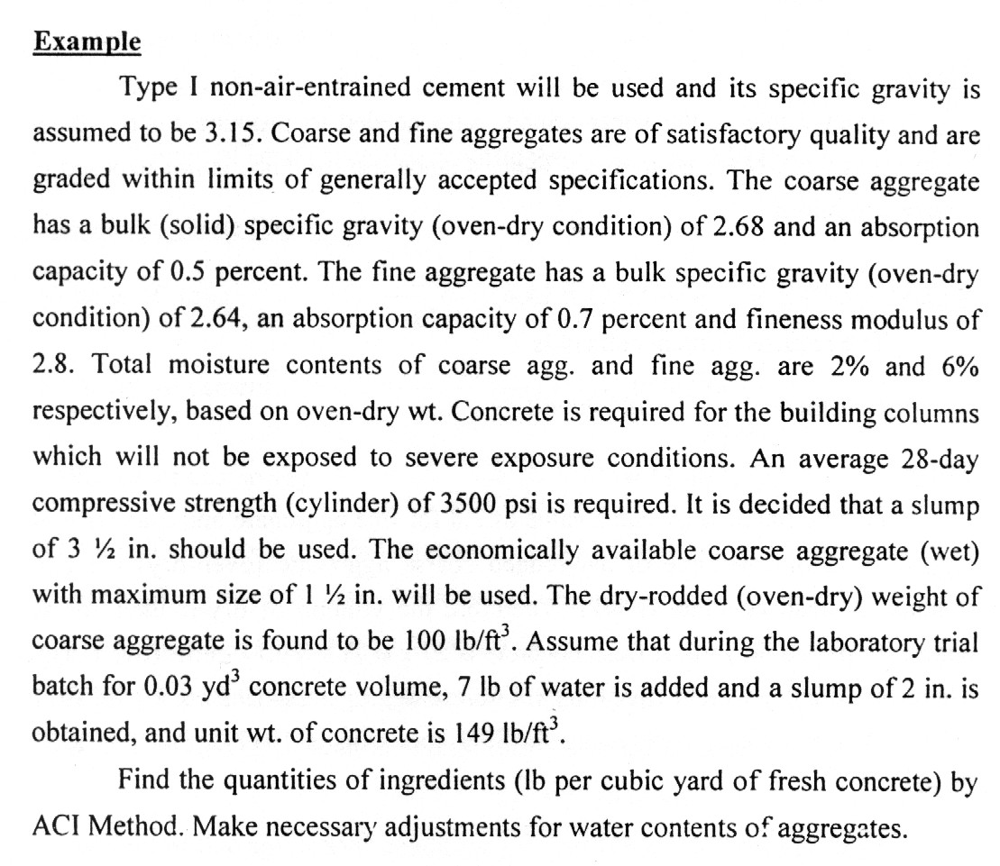 Example
Type I non-air-entrained cement will be used and its specific gravity is
assumed to be 3.15. Coarse and fine aggregates are of satisfactory quality and are
graded within limits of generally accepted specifications. The coarse aggregate
has a bulk (solid) specific gravity (oven-dry condition) of 2.68 and an absorption
capacity of 0.5 percent. The fine aggregate has a bulk specific gravity (oven-dry
condition) of 2.64, an absorption capacity of 0.7 percent and fineness modulus of
2.8. Total moisture contents of coarse agg. and fine agg. are 2% and 6%
respectively, based on oven-dry wt. Concrete is required for the building columns
which will not be exposed to severe exposure conditions. An average 28-day
compressive strength (cylinder) of 3500 psi is required. It is decided that a slump
of 3 ½ in. should be used. The economically available coarse aggregate (wet)
with maximum size of 1 ½ in. will be used. The dry-rodded (oven-dry) weight of
coarse aggregate is found to be 100 lb/ft³. Assume that during the laboratory trial
batch for 0.03 yd³ concrete volume, 7 lb of water is added and a slump of 2 in. is
obtained, and unit wt. of concrete is 149 lb/ft³.
Find the quantities of ingredients (lb per cubic yard of fresh concrete) by
ACI Method. Make necessary adjustments for water contents of aggregates.